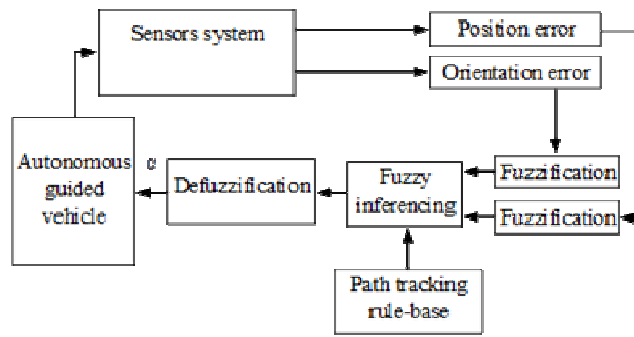 Sensors system
Position error
Orientation error
Autonomous
guided
vehicle
α
Defuzzification
Fuzzy
inferencing
Fuzzification
Fuzzification
Path tracking
rule-base